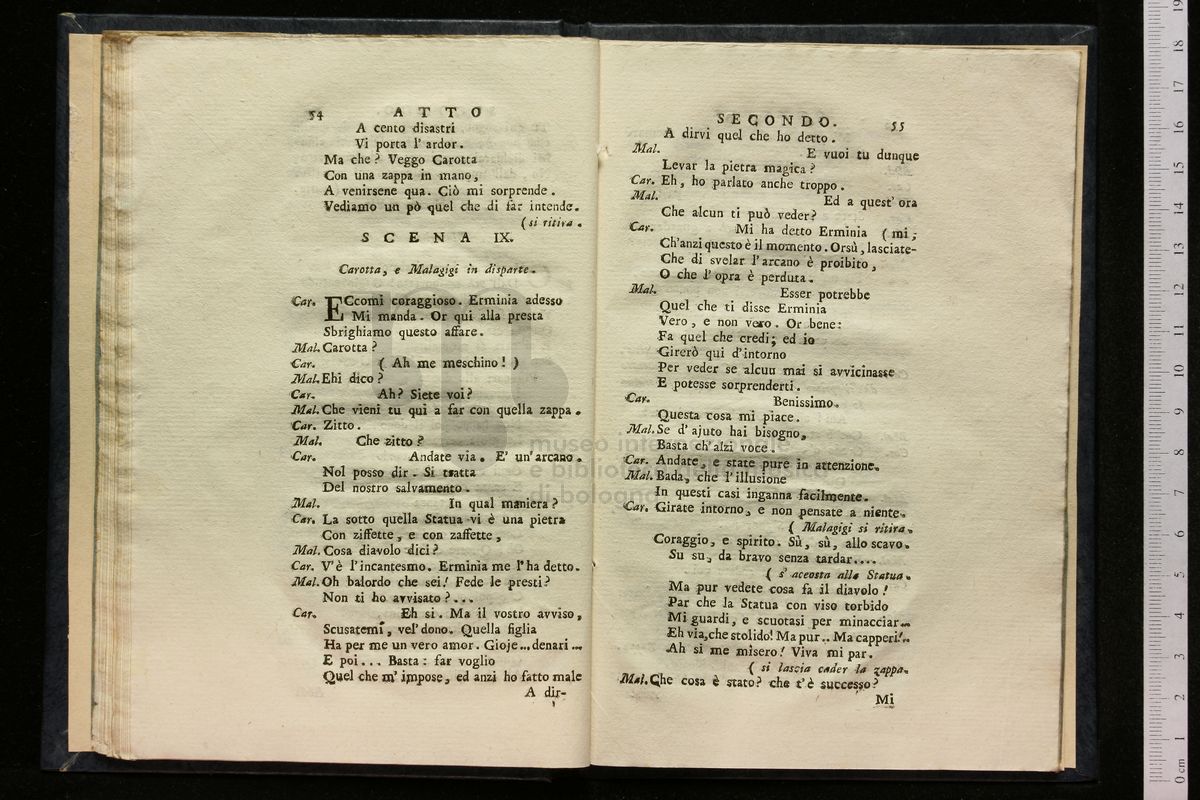 54 ATTO
A cento disastri
Vi porta l' ardor.
Ma che? Veggo Carotta
Con una zappa in mano,
A venirsene qua. Ciò mi sorprende.
Vediamo un pò quel che di far intende.
(si ritira.
SCENA IX.
Carotta, e Malagigi in disparte.
Car. ECcomi coraggioso. Erminia adesso
Mi manda. Or qui alla presta
Sbrighiamo questo affare.
Mal. Carotta?
Car. ( Ah me meschino! )
Mal. Ehi dico?
Car. Ah? Siete voi?
Mal. Che vieni tu qui a far con quella zappa.
Car. Zitto.
Mal. Che zitto?
Car. Andate via. E' un' arcano.
Nol posso dir. Si tratta
Del nostro salvamento.
Mal. In qual maniera?
Car. La sotto quella Statua vi è una pietra
Con ziffette, e con zaffette,
Mal. Cosa diavolo dici?
Car. V'è l'incantesmo. Erminia me l'ha detto.
Mal. Oh balordo che sei! Fede le presti?
Non ti ho avvisato?...
Car. Eh si. Ma il vostro avviso,
Scusatemi, vel' dono. Quella figlia
Ha per me un vero amor. Gioje... denari...
E poi... Basta: far voglio
Quel che m' impose, ed anzi ho fatto male
A dir-
SECONDO. 55
A dirvi quel che ho detto.
Mal. E vuoi tu dunque
Levar la pietra magica?
Car. Eh, ho parlato anche troppo.
Mal. Ed a quest' ora
Che alcun ti può veder?
Car. Mi ha detto Erminia (mi,
Ch'anzi questo è il momento. Orsù, lasciate-
Che di svelar l'arcano è proibito,
O che l' opra è perduta.
Mal. Esser potrebbe
Quel che ti disse Erminia
Vero, e non vero. Or bene:
Fa quel che credi; ed io
Girerò qui d'intorno
Per veder se alcun mai si avvicinasse
E potesse sorprenderti.
Car. Benissimo.
Questa cosa mi piace.
Mal. Se d' ajuto hai bisogno,
Basta ch'alzi voce.
Car. Andate, e state pure in attenzione.
Mal. Bada, che l'illusione
In questi casi inganna facilmente.
Car. Girate intorno, e non pensate a niente.
( Malagigi si ritira.
Coraggio, e spirito. Sù, sù, allo scavo.
Su su, da bravo senza tardar....
( s' accosta alla Statua.
Ma pur vedete cosa fa il diavolo!
Par che la Statua con viso torbido
Mi guardi, e scuotasi per minacciar...
Eh via, che stolido! Ma pur.. Ma capperi!..
Ah si me misero! Viva mi par.
( si lascia cader la zappa.
Mal. Che cosa è stato? che t'è successo?
Mi
museo internazionale
e biblioteca della musica
di bologna